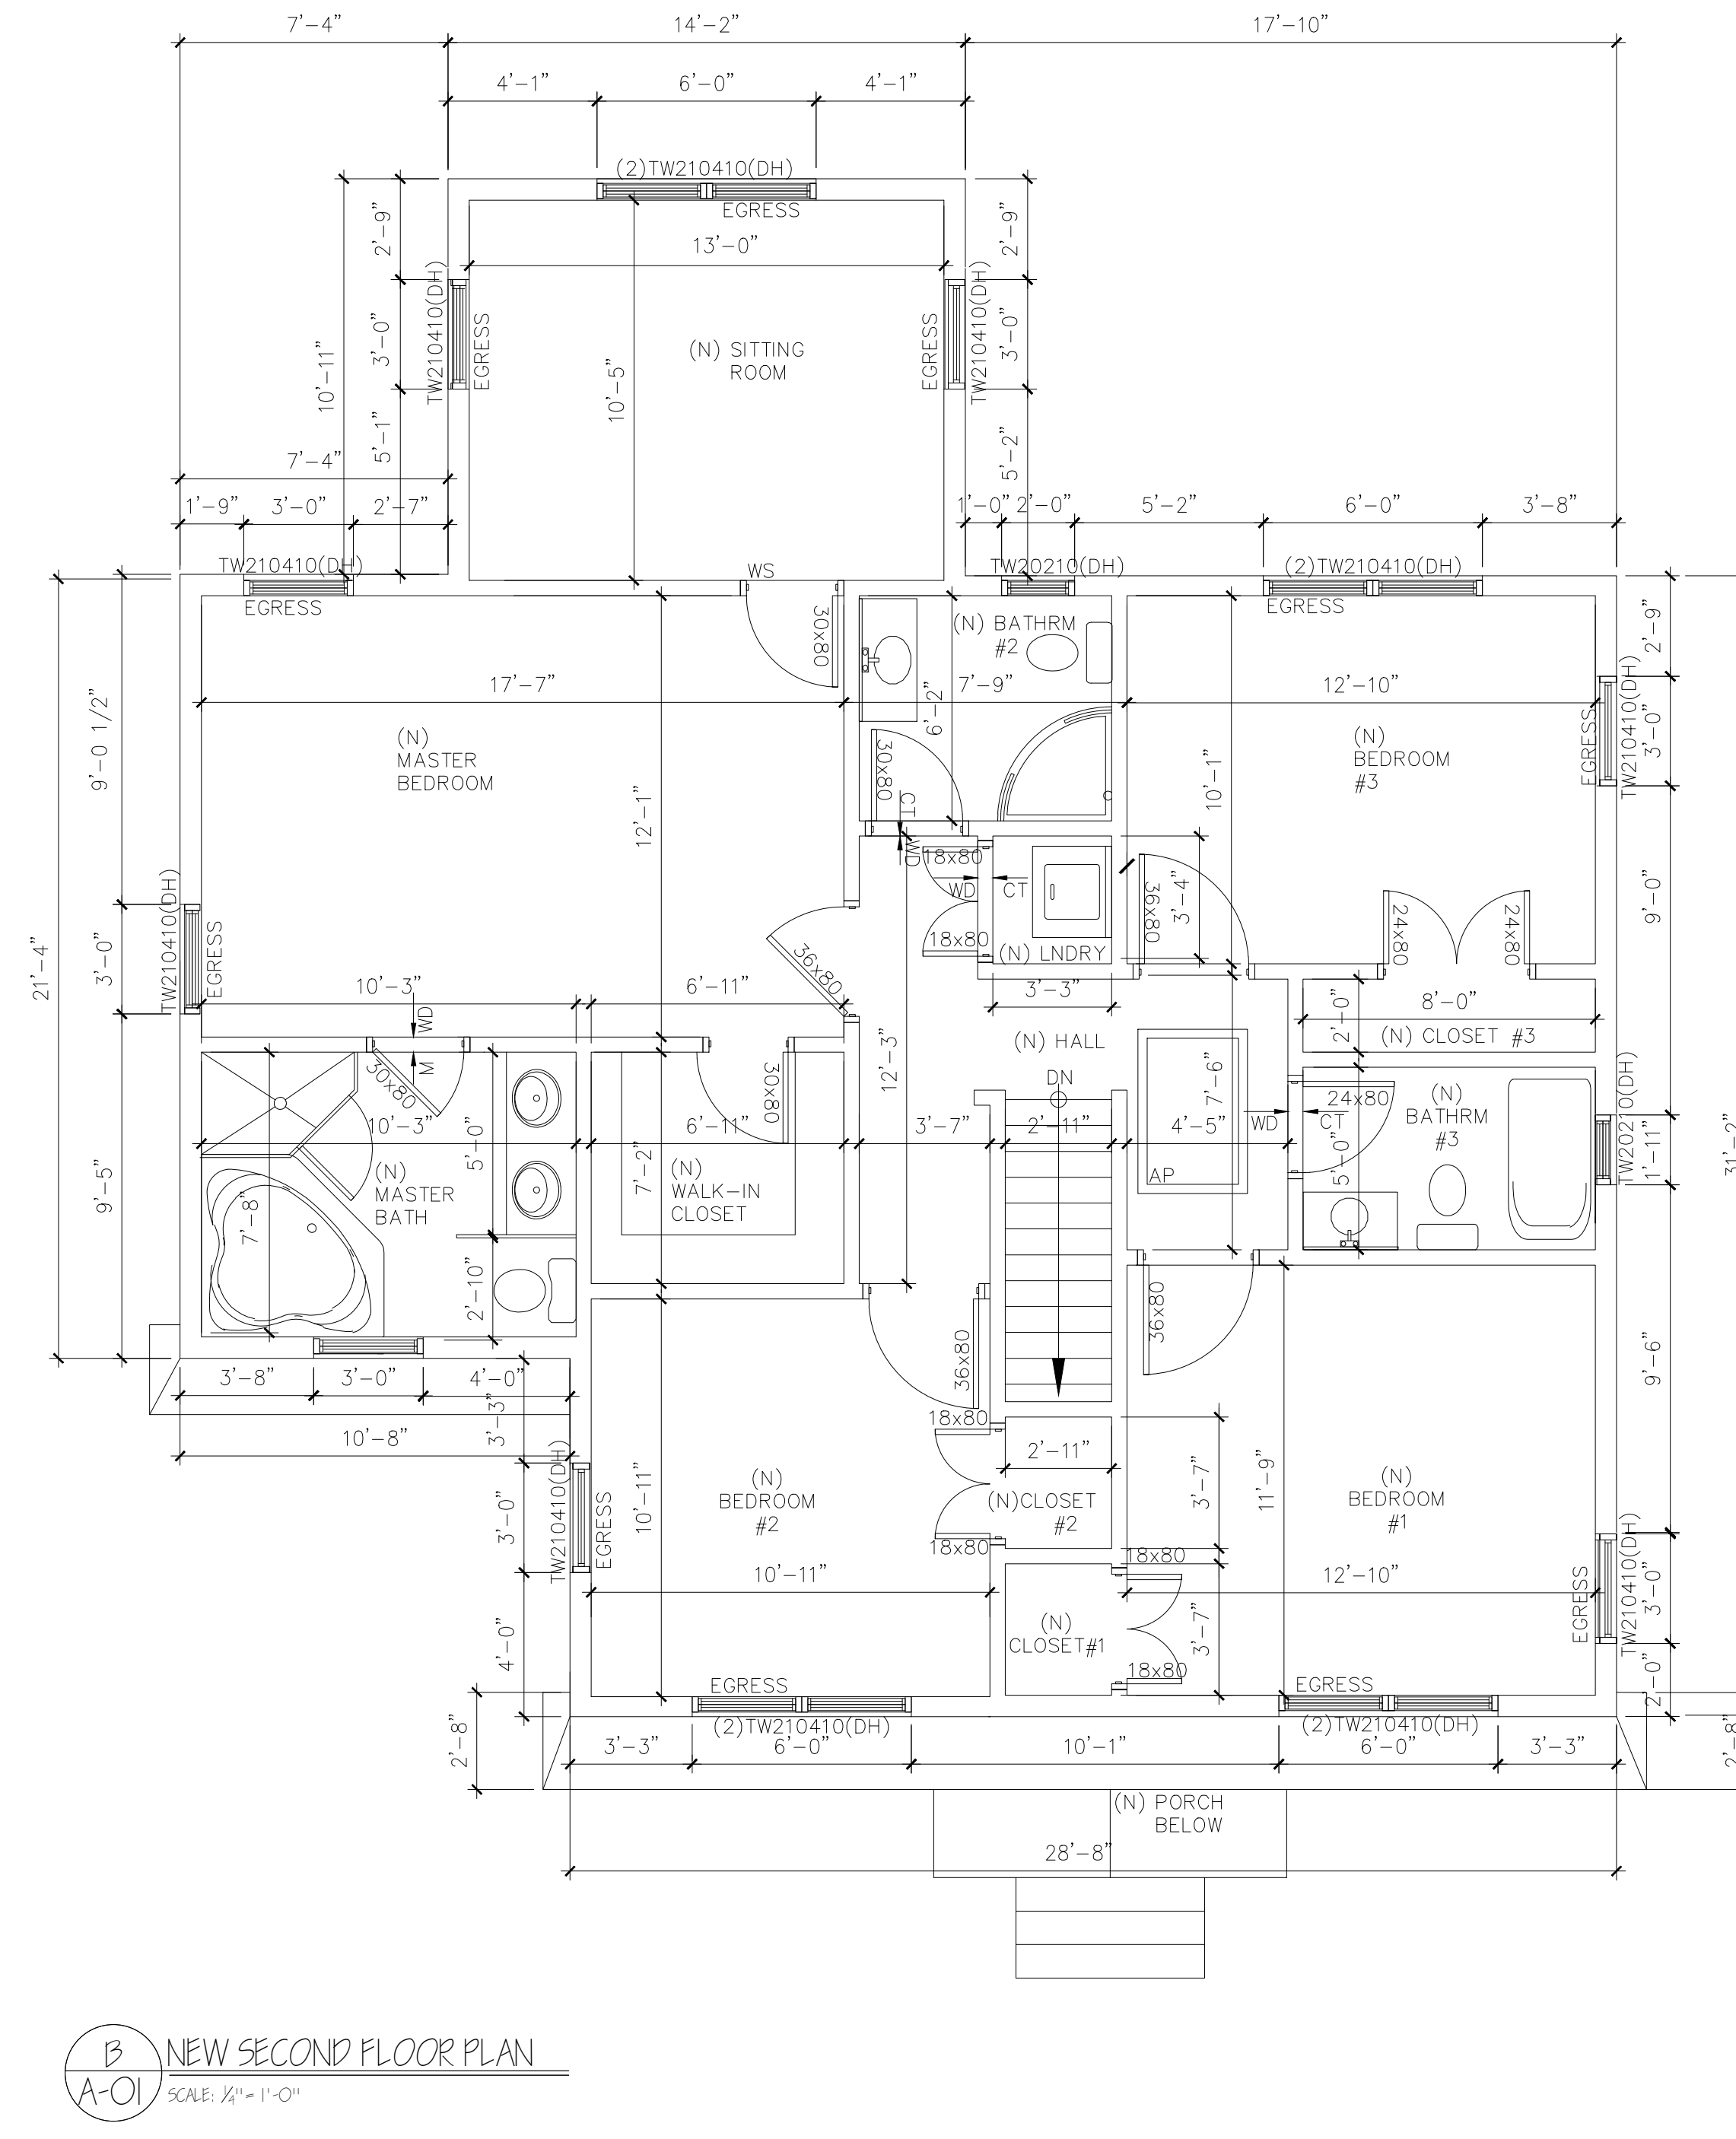 7'-4" 14'-2" 17'-10"
4'-1" 6'-0" 4'-1"
(2)TW210410(DH)
EGRESS
2'-9" 13'-0" 2'-9"
TW210410(DH) EGRESS EGRESS TW210410(DH)
10'-11" 3'-0" 10'-5" (N) SITTING 3'-0"
ROOM
5'-1" 5'-2"
7'-4"
1'-9" 3'-0" 2'-7" 1'-0" 2'-0" 5'-2" 6'-0" 3'-8"
TW210410(DH) WS TW20210(DH) (2)TW210410(DH)
EGRESS EGRESS
30x80 (N) BATHRM
#2
2'-9"
17'-7" 6'-2" 7'-9" 12'-10"
TW210410(DH)
EGRESS
3'-0"
9'-0 1/2"
(N)
MASTER
BEDROOM
12'-1"
30x80
CT
WD
10'-1"
(N)
BEDROOM
#3
18x80
WD CT
18x80
(N) LNDRY
3'-4"
36x80
24x80 24x80
9'-0"
21'-4"
3'-0"
TW210410(DH)
EGRESS
36x80
10'-3" 6'-11" 3'-3" 8'-0"
WD
M
2'-0"
(N) CLOSET #3
(N) HALL
30x80 30x80
12'-3"
DN
7'-6"
24x80
(N)
BATHRM
#3
TW20210(DH)
1'-11"
31'-2"
10'-3" 6'-11" 3'-7" 2'-11" 4'-5" WD CT
5'-0" 7'-2" 5'-0"
AP
9'-5"
(N)
MASTER
BATH
(N)
WALK-IN
CLOSET
7'-8"
2'-10"
36x80
36x80
9'-6"
3'-8" 3'-0" 4'-0"
3'-3"
10'-8"
18x80
2'-11"
TW210410(DH)
EGRESS
3'-0"
10'-11"
(N)
BEDROOM
#2
(N)CLOSET
#2
3'-7"
11'-9"
(N)
BEDROOM
#1
18x80 18x80
10'-11" 12'-10"
EGRESS
TW210410(DH)
3'-0"
4'-0"
(N)
CLOSET#1
3'-7"
18x80
2'-0"
EGRESS EGRESS
(2)TW210410(DH) (2)TW210410(DH)
2'-8" 3'-3" 6'-0" 10'-1" 6'-0" 3'-3" 2'-8"
(N) PORCH
BELOW
28'-8"
B
NEW SECOND FLOOR PLAN
A-01
SCALE: 1/4" = 1'-0"